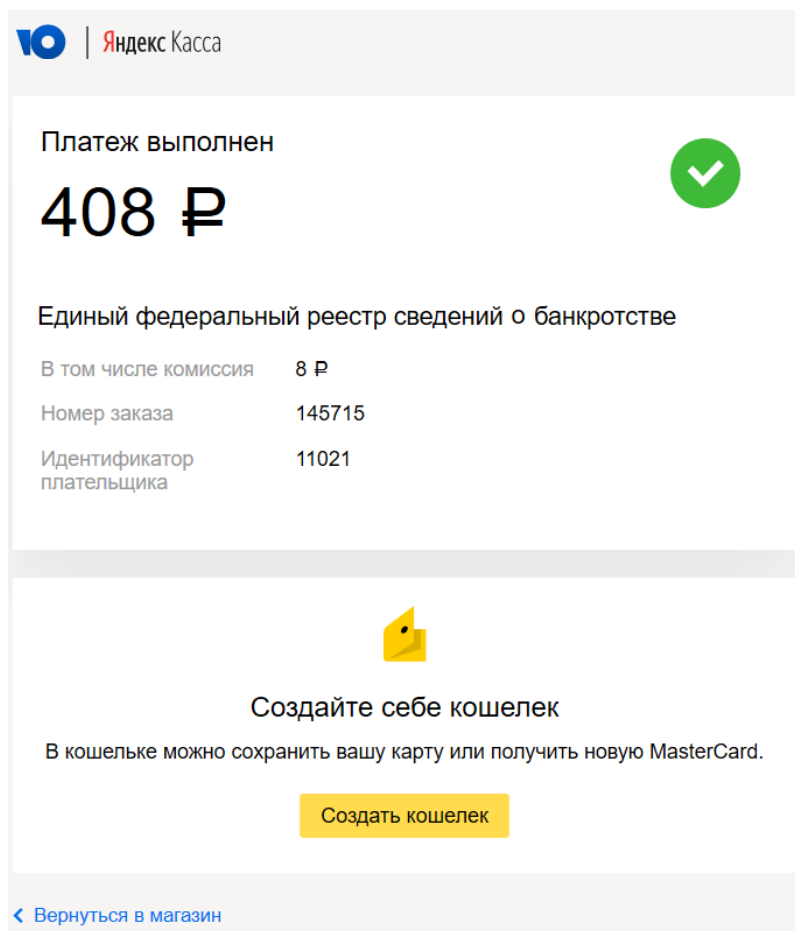 Ю | Яндекс Касса
Платеж выполнен
408 ₽
Единый федеральный реестр сведений о банкротстве
В том числе комиссия 8 ₽
Номер заказа 145715
Идентификатор 11021
плательщика
Создайте себе кошелек
В кошельке можно сохранить вашу карту или получить новую MasterCard.
Создать кошелек
Вернуться в магазин